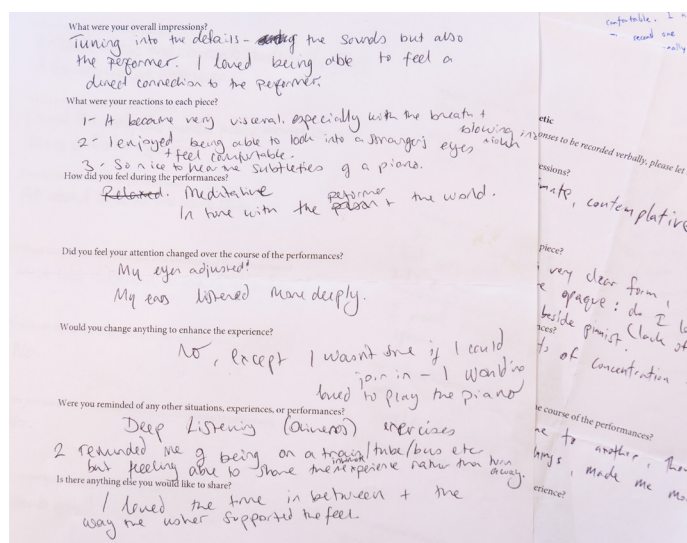 What were your overall impressions?
Tuning into the details - the sounds but also
the performer. I loved being able to feel a
direct connection to the performer.
What were your reactions to each piece?
1 - It became very visceral, especially with the breath +
blowing
2 - I enjoyed being able to look into a stranger's eyes
+ feel comfortable.
3 - So nice to hear the subtleties of a piano.
How did you feel during the performances?
Relaxed. Meditative
In tune with the performer + the world.
Did you feel your attention changed over the course of the performances?
My eyes adjusted!
My ears listened more deeply.
Would you change anything to enhance the experience?
No, except I wasn't sure if I could
join in - I would've
loved to play the piano
Were you reminded of any other situations, experiences, or performances?
Deep Listening (Oliveros) exercises
2 reminded me of being on a train/tube/bus etc
but feeling able to share the experience rather than turn
away.
Is there anything else you would like to share?
I loved the time in between + the
way the usher supported the feel.
comfortable. I
second one
etic
onses to be recorded verbally, please let
essions?
contemplative
piece?
very clear form,
opaque : do I
beside pianist. (lack of
nces?
of concentration
he course of the performances?
to another,
made me
erience?